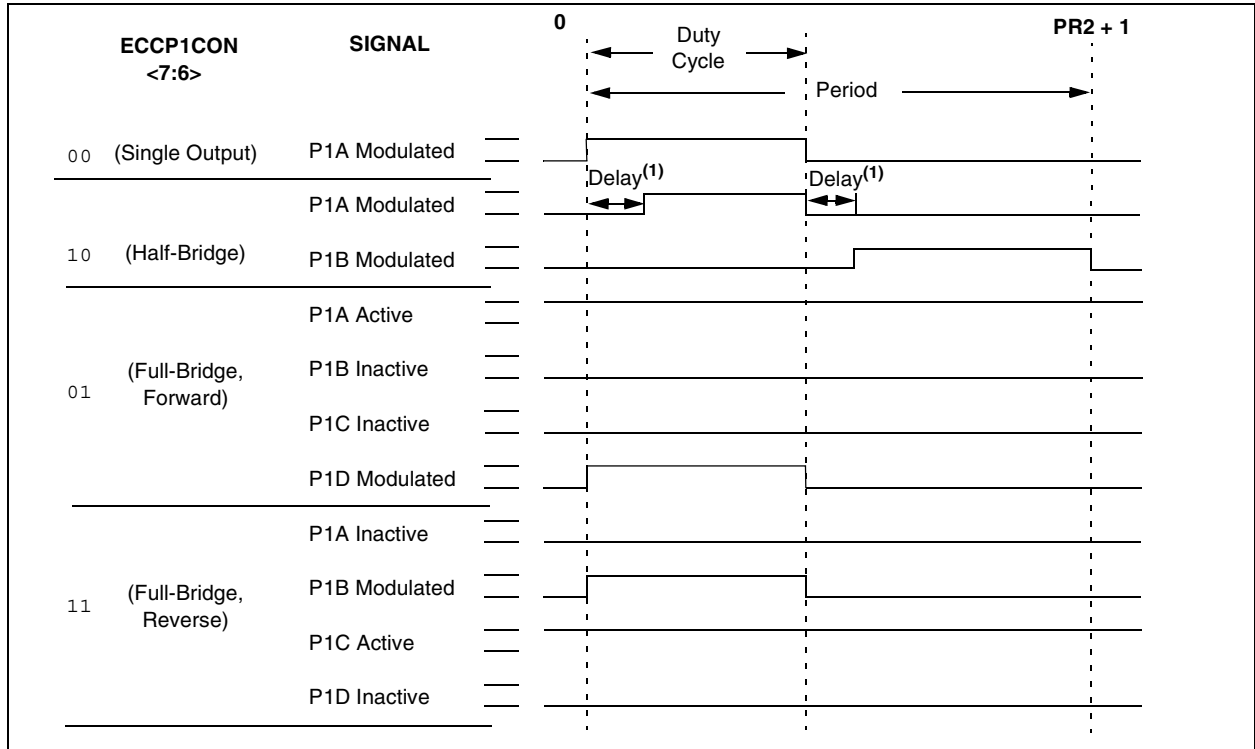 0
PR2 + 1
ECCP1CON
<7:6>
SIGNAL
Duty
Cycle
Period
00 (Single Output) P1A Modulated
Delay(1) Delay(1)
P1A Modulated
10 (Half-Bridge) P1B Modulated
P1A Active
01 (Full-Bridge,
Forward)
P1B Inactive
P1C Inactive
P1D Modulated
P1A Inactive
11 (Full-Bridge,
Reverse)
P1B Modulated
P1C Active
P1D Inactive